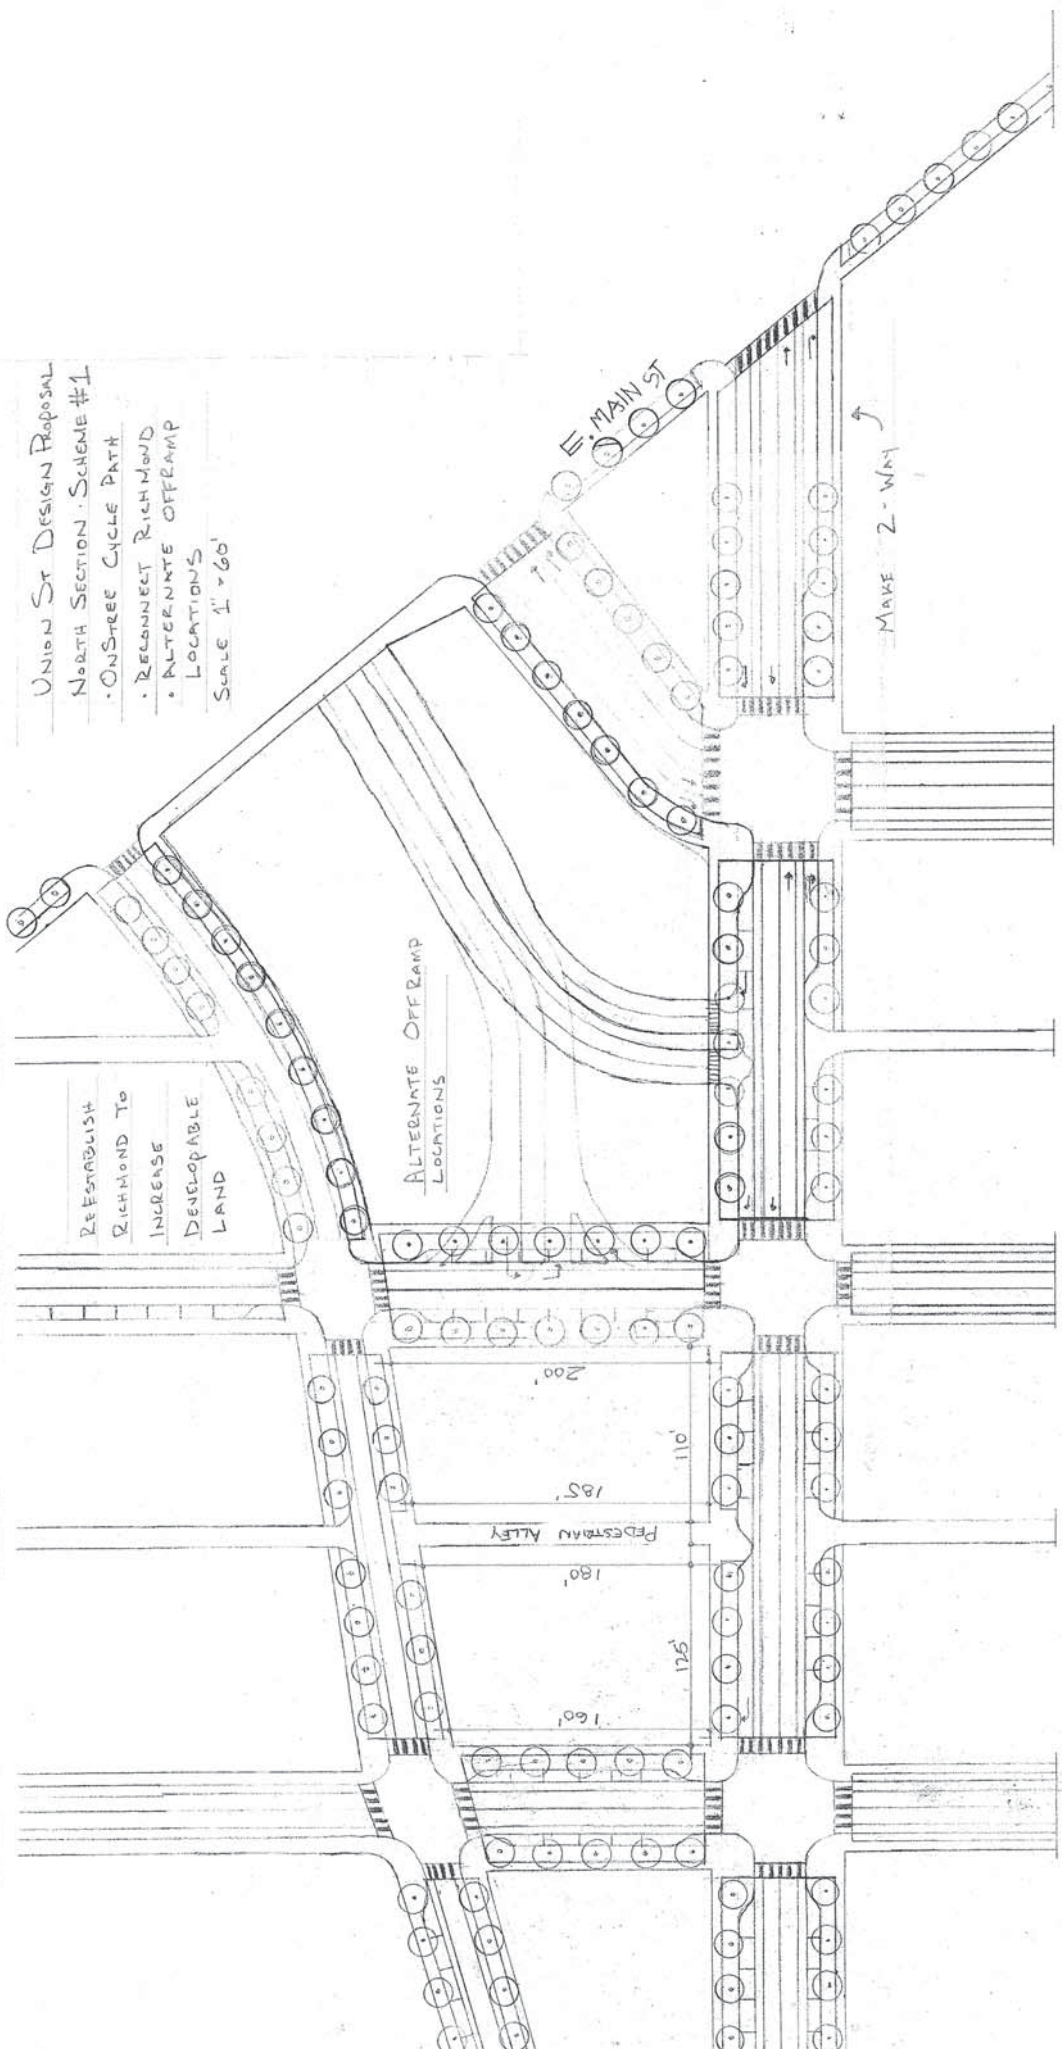 UNION ST DESIGN PROPOSAL
NORTH SECTION · SCHEME #1
· ONSTREE CYCLE PATH
· RECONNECT RICHMOND
· ALTERNATE OFFRAMP
LOCATIONS
SCALE 1" = 60'
E. MAIN ST
MAKE 2-WAY
REESTABLISH
RICHMOND TO
INCREASE
DEVELOPABLE
LAND
ALTERNATE OFFRAMP
LOCATIONS
200'
110'
185'
PEDESTRIAN ALLEY
180'
125'
160'